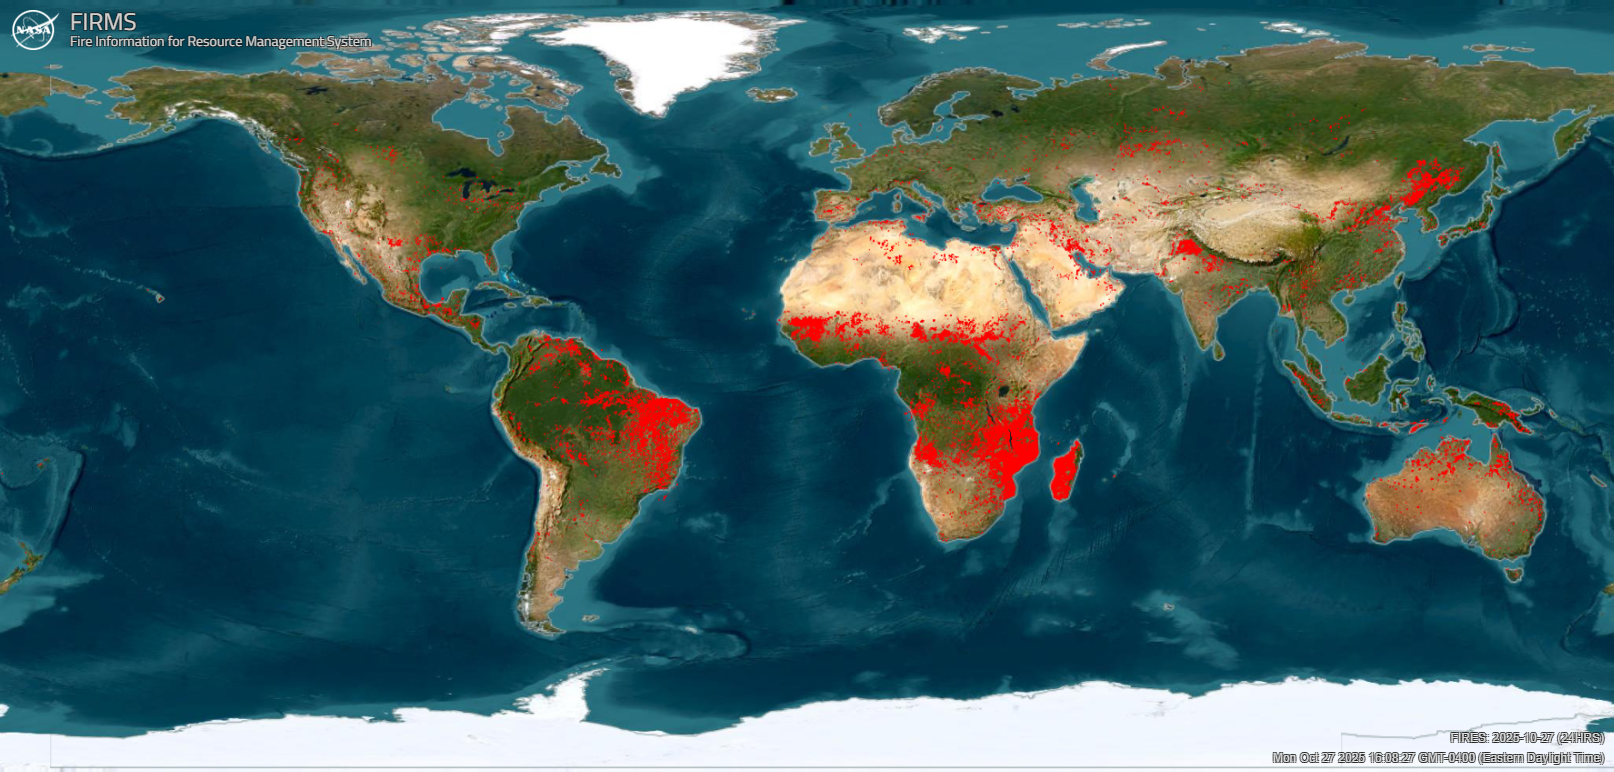 NASA
FIRMS
Fire Information for Resource Management System
FIRES: 2025-10-27 (24HRS)
Mon Oct 27 2025 16:08:27 GMT-0400 (Eastern Daylight Time)